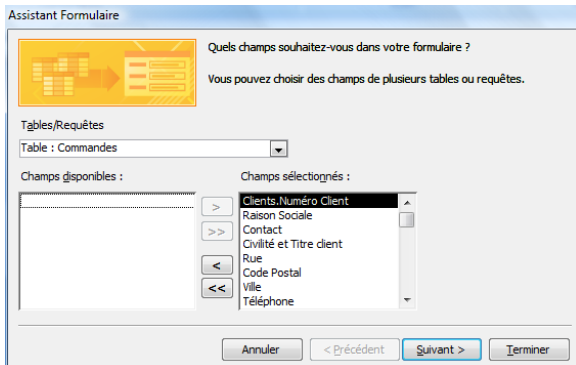 Assistant Formulaire
Quels champs souhaitez-vous dans votre formulaire ?
Vous pouvez choisir des champs de plusieurs tables ou requêtes.
Tables/Requêtes
Table : Commandes
Champs disponibles :
Champs sélectionnés :
>
>>
<
<<
Clients.Numéro Client
Raison Sociale
Contact
Civilité et Titre client
Rue
Code Postal
Ville
Téléphone
Annuler
< Précédent
Suivant >
Terminer